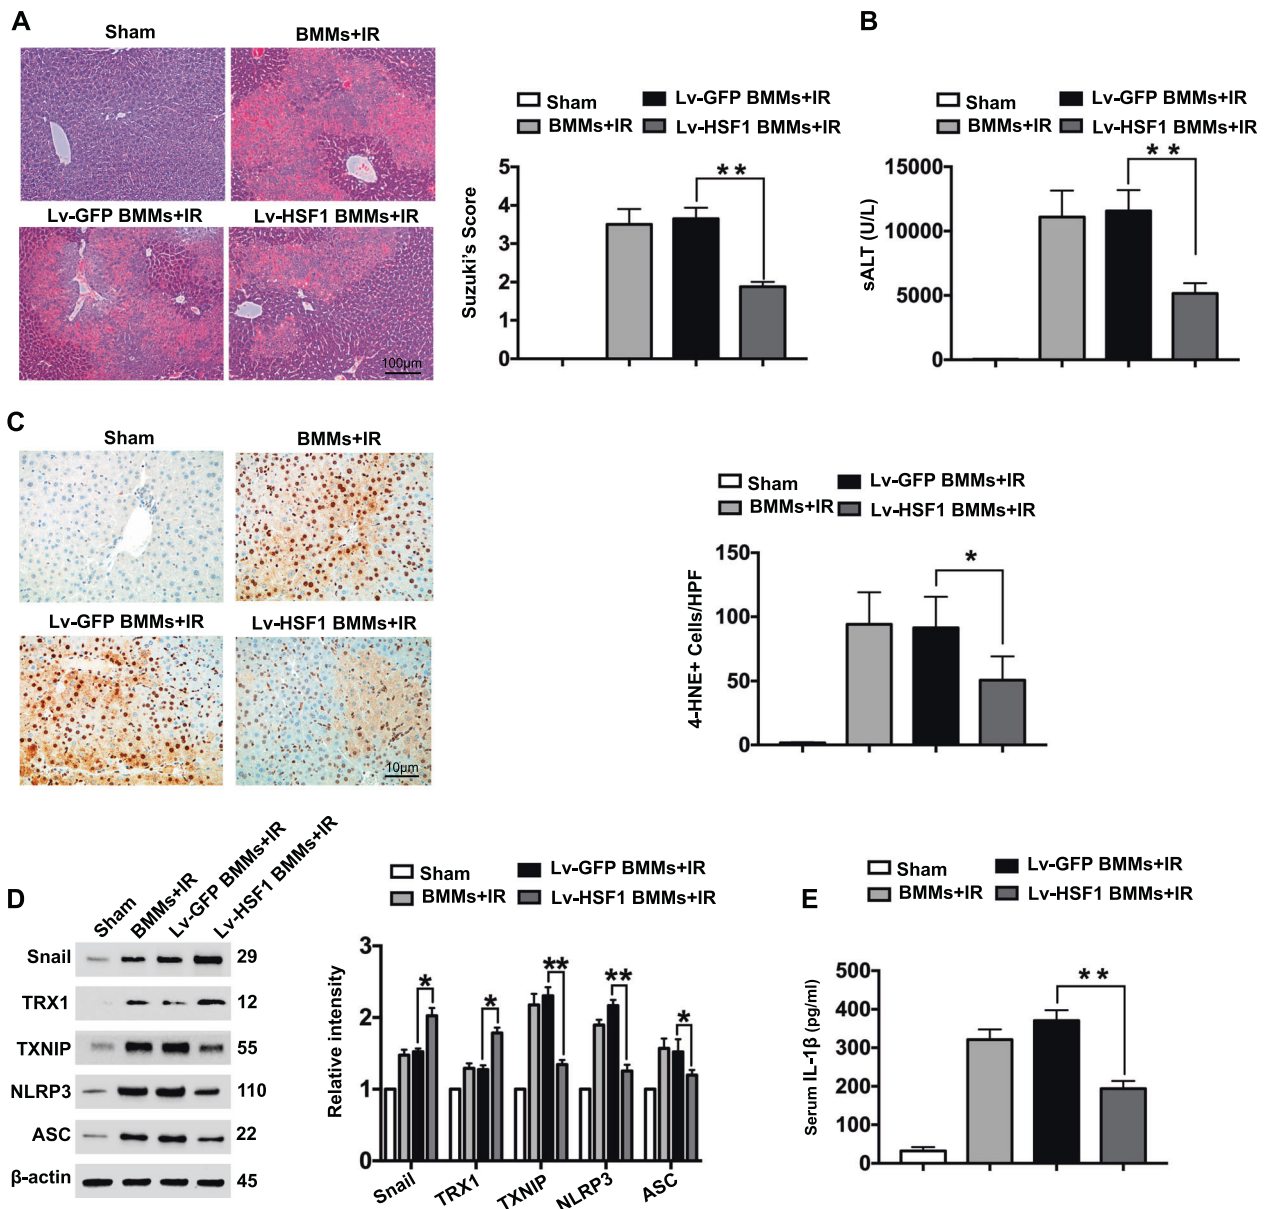 A
Sham
BMMs+IR
Lv-GFP BMMs+IR
Lv-HSF1 BMMs+IR
100μm
Sham
Lv-GFP BMMs+IR
BMMs+IR
Lv-HSF1 BMMs+IR
Suzuki's Score
5
4
3
2
1
0
**
B
Sham
Lv-GFP BMMs+IR
BMMs+IR
Lv-HSF1 BMMs+IR
sALT (U/L)
15000
10000
5000
0
**
C
Sham
BMMs+IR
Lv-GFP BMMs+IR
Lv-HSF1 BMMs+IR
10μm
Sham
Lv-GFP BMMs+IR
BMMs+IR
Lv-HSF1 BMMs+IR
4-HNE+ Cells/HPF
150
100
50
0
*
D
Sham
BMMs+IR
Lv-GFP BMMs+IR
Lv-HSF1 BMMs+IR
Snail 29
TRX1 12
TXNIP 55
NLRP3 110
ASC 22
β-actin 45
Sham
Lv-GFP BMMs+IR
BMMs+IR
Lv-HSF1 BMMs+IR
Relative intensity
3
2
1
0
*
*
**
**
*
Snail
TRX1
TXNIP
NLRP3
ASC
E
Sham
Lv-GFP BMMs+IR
BMMs+IR
Lv-HSF1 BMMs+IR
Serum IL-1β (pg/ml)
500
400
300
200
100
0
**